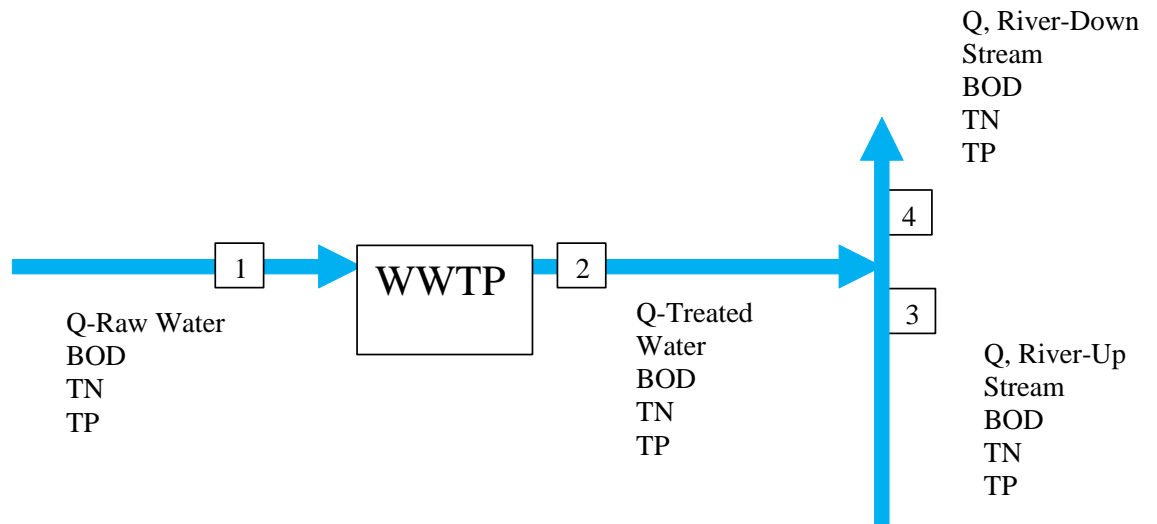 Q, River-Down
Stream
BOD
TN
TP
4
1
WWTP
2
3
Q-Raw Water
BOD
TN
TP
Q-Treated
Water
BOD
TN
TP
Q, River-Up
Stream
BOD
TN
TP